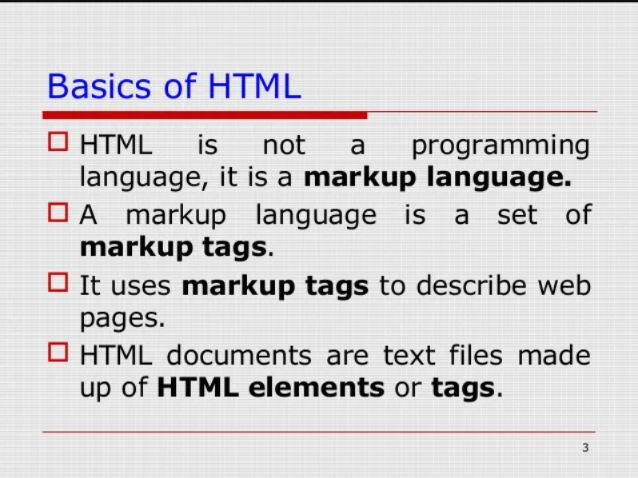 Basics of HTML
HTML is not a programming
language, it is a markup language.
A markup language is a set of
markup tags.
It uses markup tags to describe web
pages.
HTML documents are text files made
up of HTML elements or tags.
3